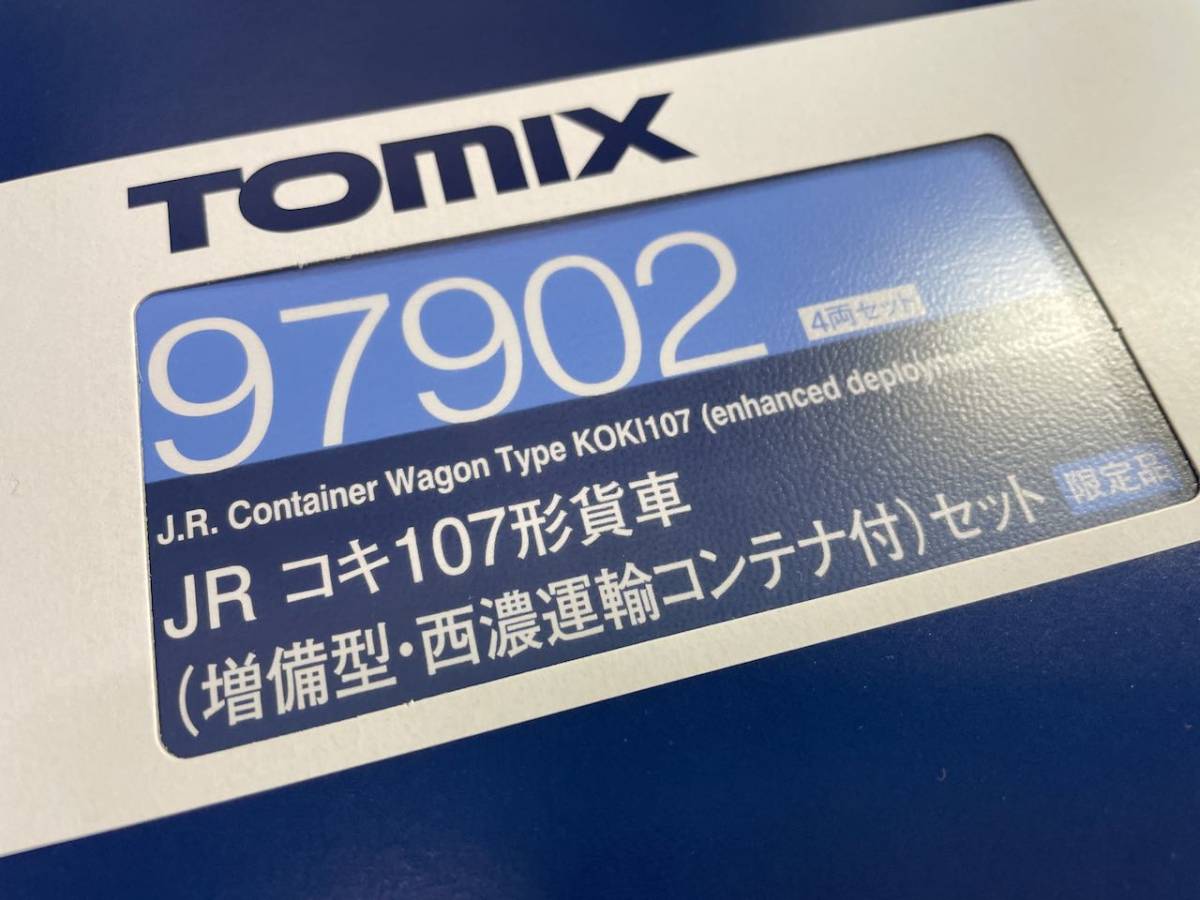 TOMIX
97902 4両セット
J.R. Container Wagon Type KOKI107 (enhanced deployment
JR コキ107形貨車
(増備型・西濃運輸コンテナ付)セット 限定品